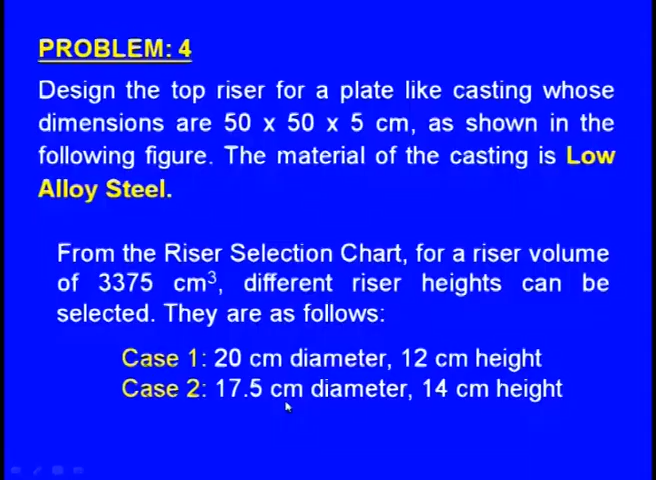 PROBLEM: 4
Design the top riser for a plate like casting whose
dimensions are 50 x 50 x 5 cm, as shown in the
following figure. The material of the casting is Low
Alloy Steel.
From the Riser Selection Chart, for a riser volume
of 3375 cm³, different riser heights can be
selected. They are as follows:
Case 1: 20 cm diameter, 12 cm height
Case 2: 17.5 cm diameter, 14 cm height